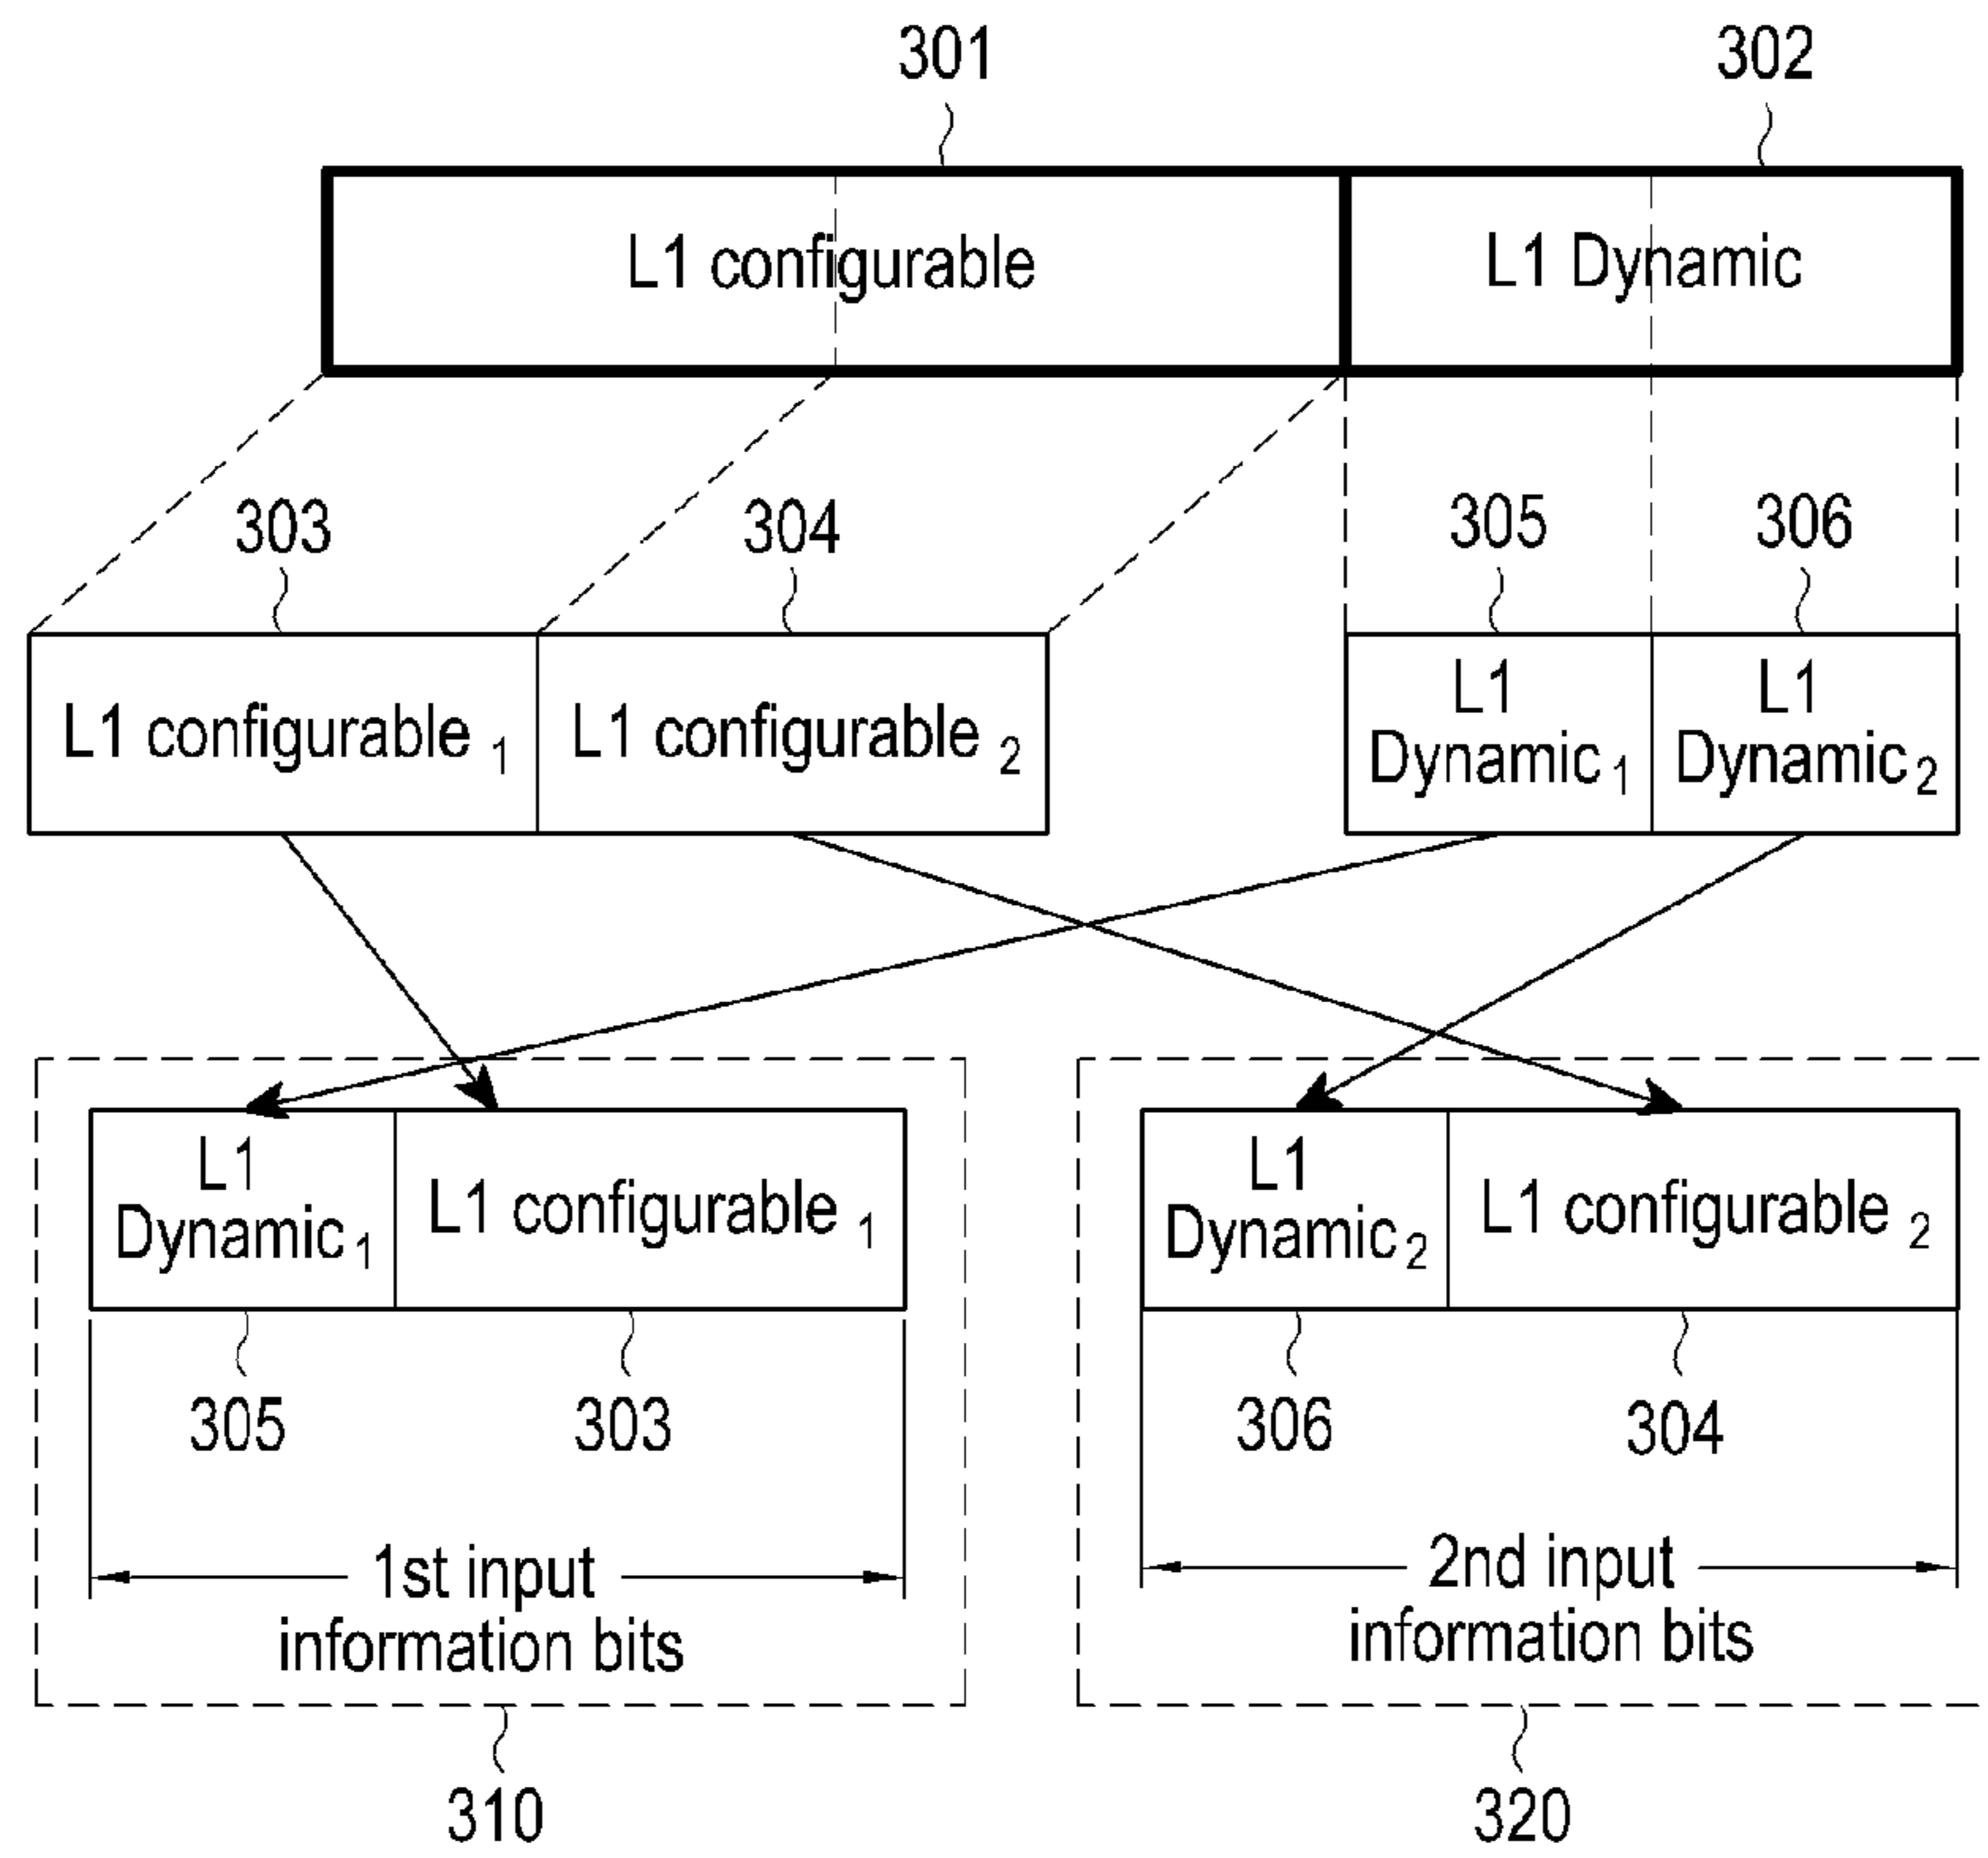 301 302
L1 configurable L1 Dynamic
303 304 305 306
L1 configurable 1
L1 configurable 2
L1
Dynamic 1
L1
Dynamic 2
L1
Dynamic 1
L1 configurable 1
L1
Dynamic 2
L1 configurable 2
305 303 306 304
1st input
information bits
2nd input
information bits
310 320